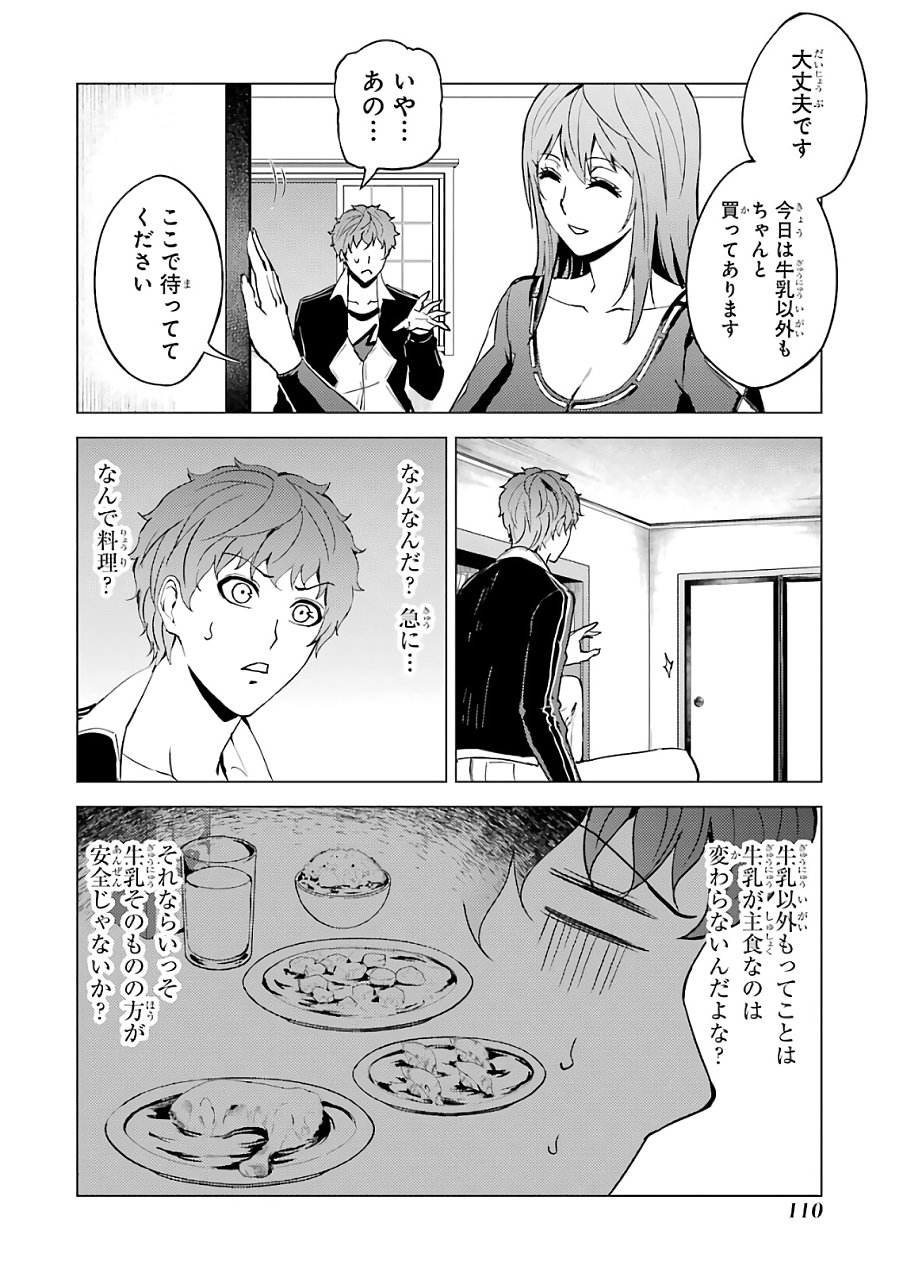 大丈夫です
今日は牛乳以外も
ちゃんと
買ってあります
いや…
あの…
ここで待ってて
ください
なんなんだ？急に…
なんで料理？
牛乳以外もってことは
牛乳が主食なのは
変わらないんだよな？
それならいっそ
牛乳そのものの方が
安全じゃないか？
110